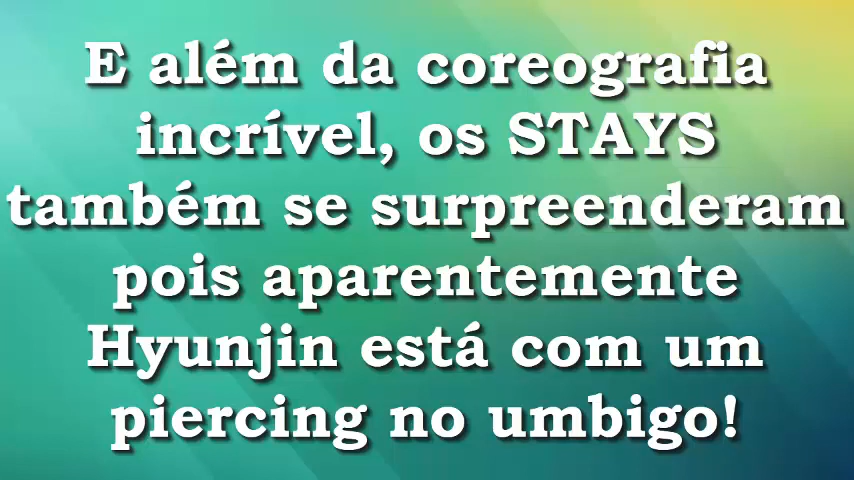 E além da coreografia
incrível, os STAYS
também se surpreenderam
pois aparentemente
Hyunjin está com um
piercing no umbigo!